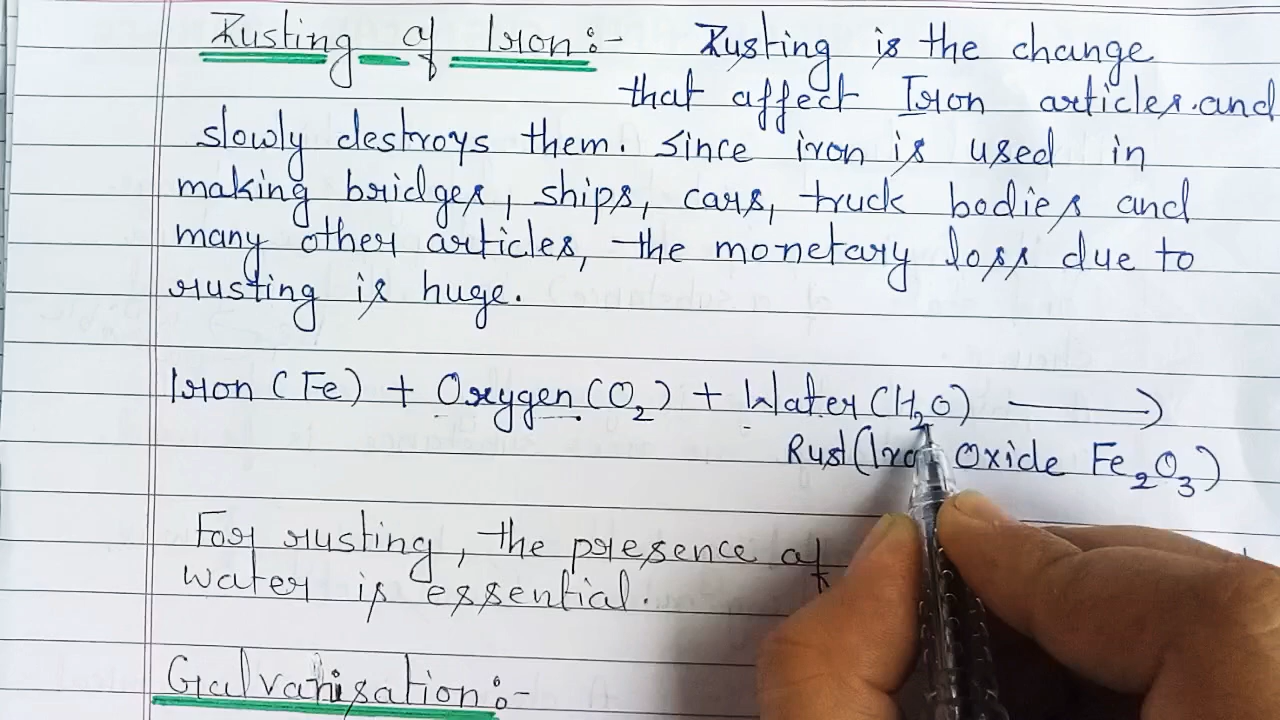 Rusting of Iron:- Rusting is the change
that affect Iron articles and
slowly destroys them. Since iron is used in
making bridges, ships, cars, truck bodies and
many other articles, the monetary loss due to
rusting is huge.
Iron (Fe) + Oxygen (O₂) + Water (H₂O) ⟶
Rust (Iron Oxide Fe₂O₃)
For rusting, the presence of
water is essential.
Galvanisation:-